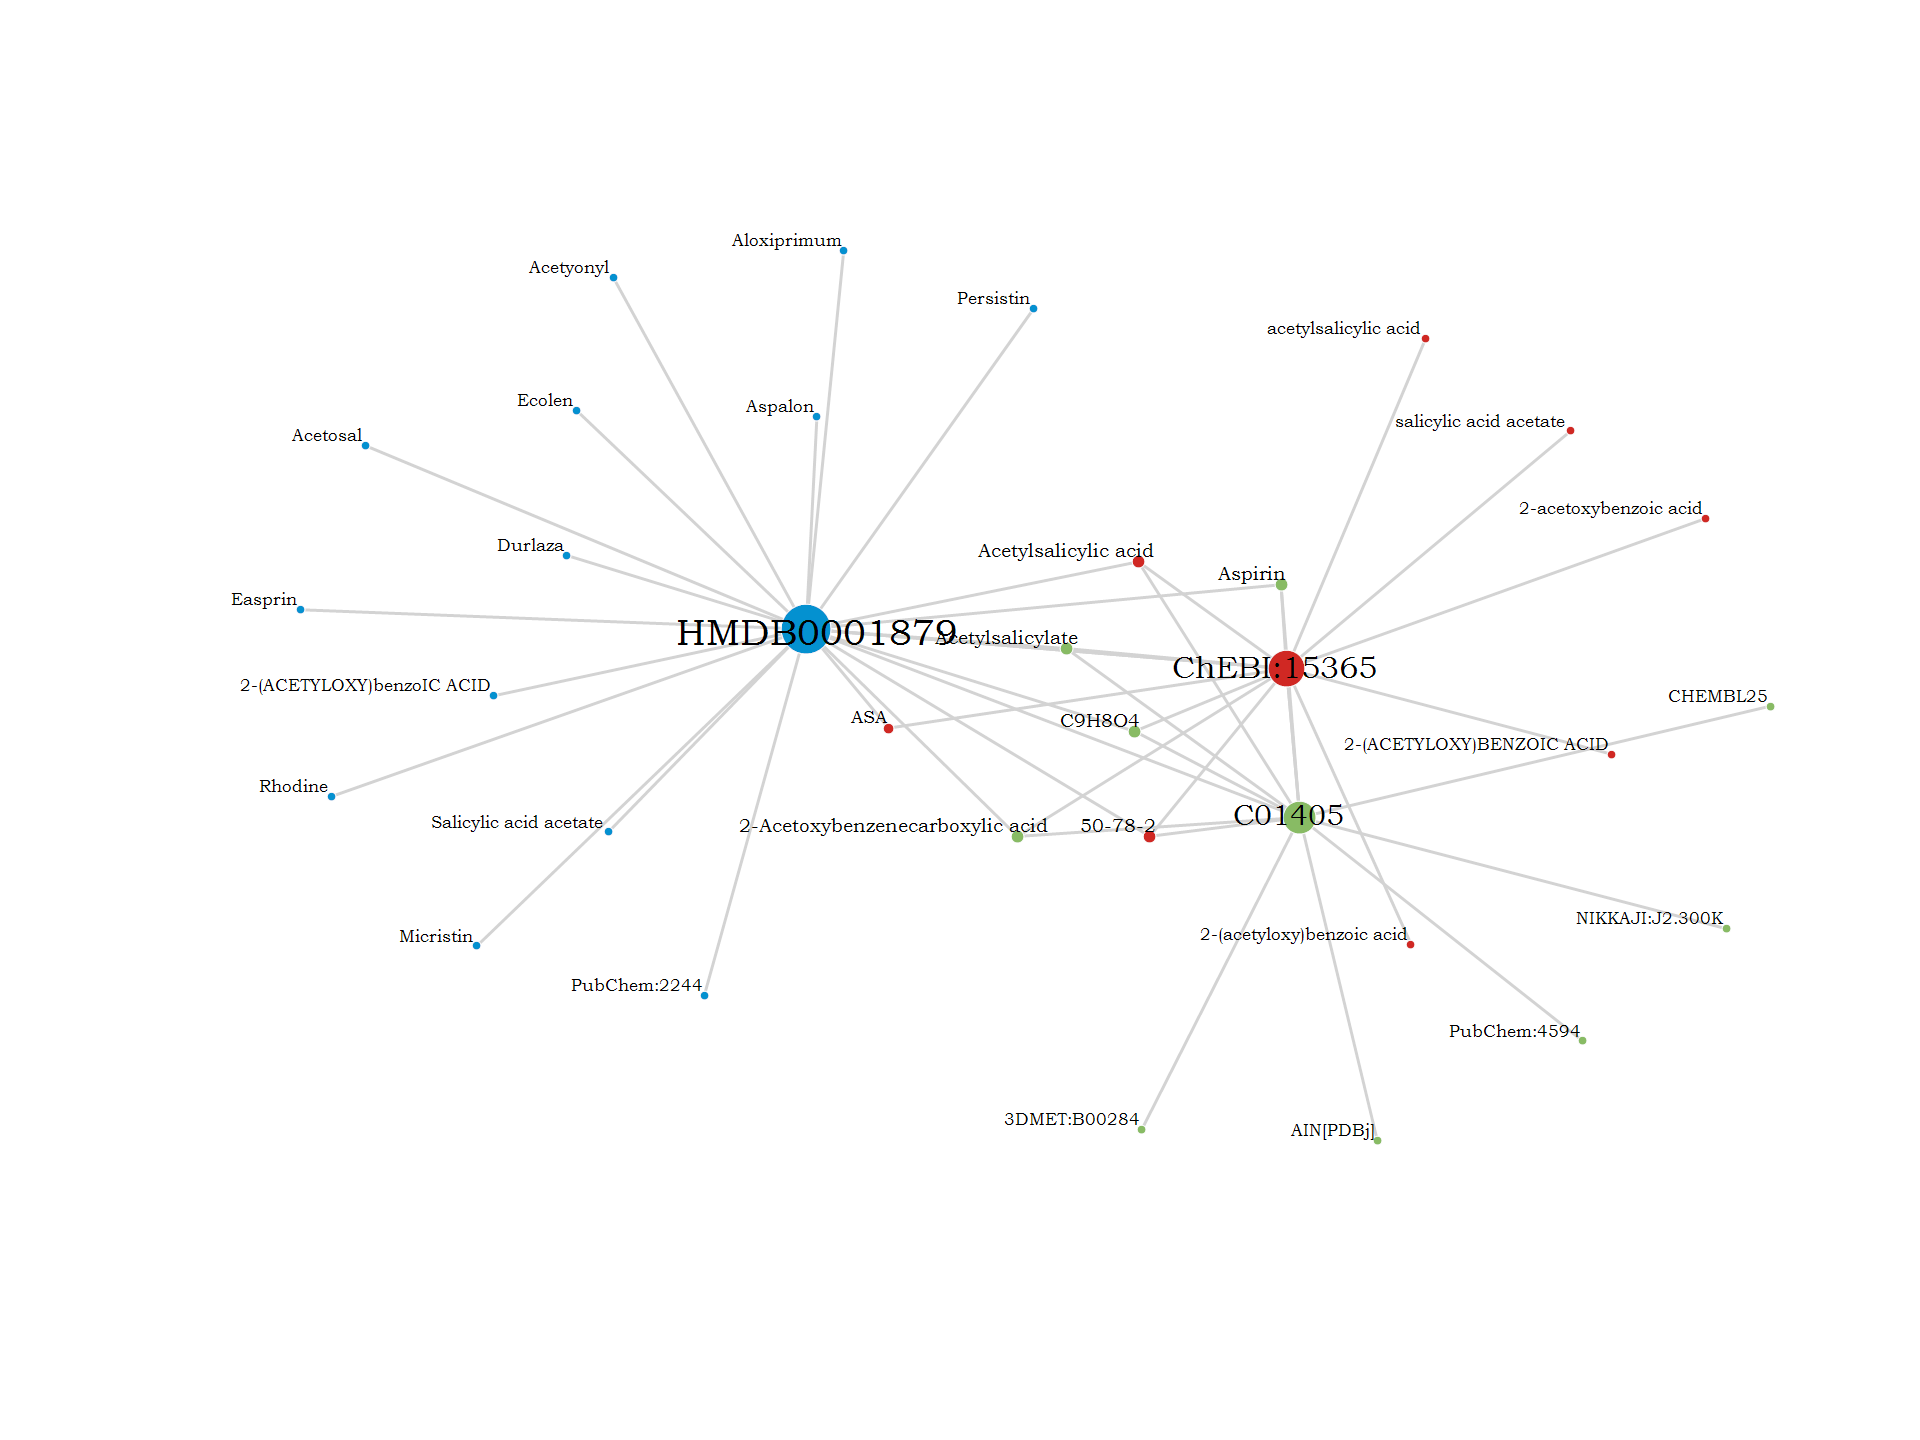 Aloxiprimum
Acetyonyl
Persistin
acetylsalicylic acid
Ecolen
Aspalon
salicylic acid acetate
Acetosal
2-acetoxybenzoic acid
Durlaza
Acetylsalicylic acid
Aspirin
Easprin
HMDB0001879
Acetylsalicylate
ChEBI:15365
2-(ACETYLOXY)benzoIC ACID
CHEMBL25
ASA
C9H8O4
2-(ACETYLOXY)BENZOIC ACID
Rhodine
C01405
Salicylic acid acetate
2-Acetoxybenzenecarboxylic acid
50-78-2
NIKKAJI:J2.300K
Micristin
2-(acetyloxy)benzoic acid
PubChem:2244
PubChem:4594
3DMET:B00284
AIN[PDBj]